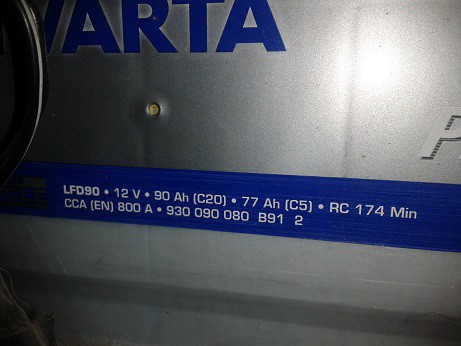 VARTA
LFD90 • 12 V • 90 Ah (C20) • 77 Ah (C5) • RC 174 Min
CCA (EN) 800 A • 930 090 080 B91 2